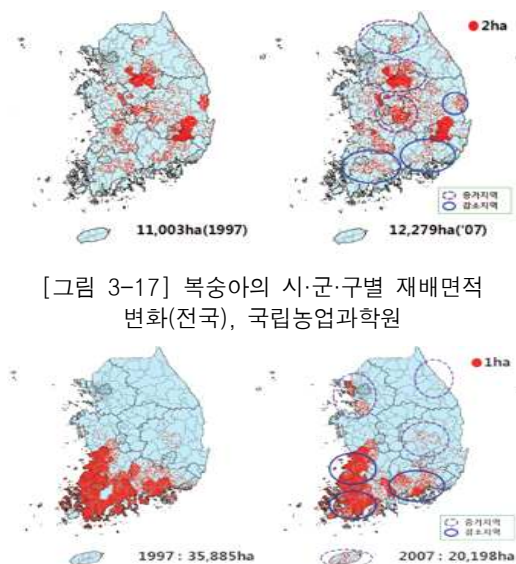 2ha
증가지역
감소지역
11,003ha(1997)
12,279ha('07)
[그림 3-17] 복숭아의 시·군·구별 재배면적
변화(전국), 국립농업과학원
1ha
증가지역
감소지역
1997 : 35,885ha
2007 : 20,198ha